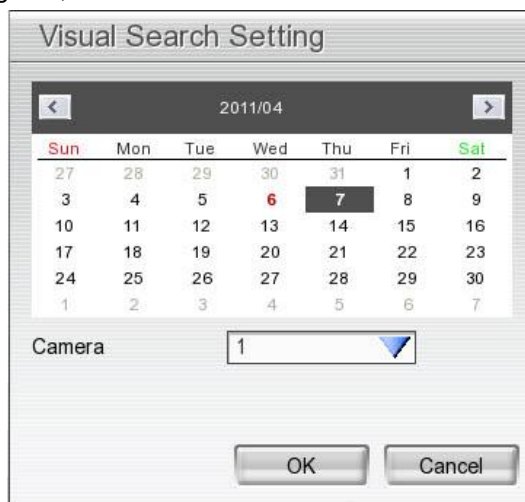 Visual Search Setting
< 2011/04 >
Sun Mon Tue Wed Thu Fri Sat
27 28 29 30 31 1 2
3 4 5 6 7 8 9
10 11 12 13 14 15 16
17 18 19 20 21 22 23
24 25 26 27 28 29 30
1 2 3 4 5 6 7
Camera 1
OK Cancel